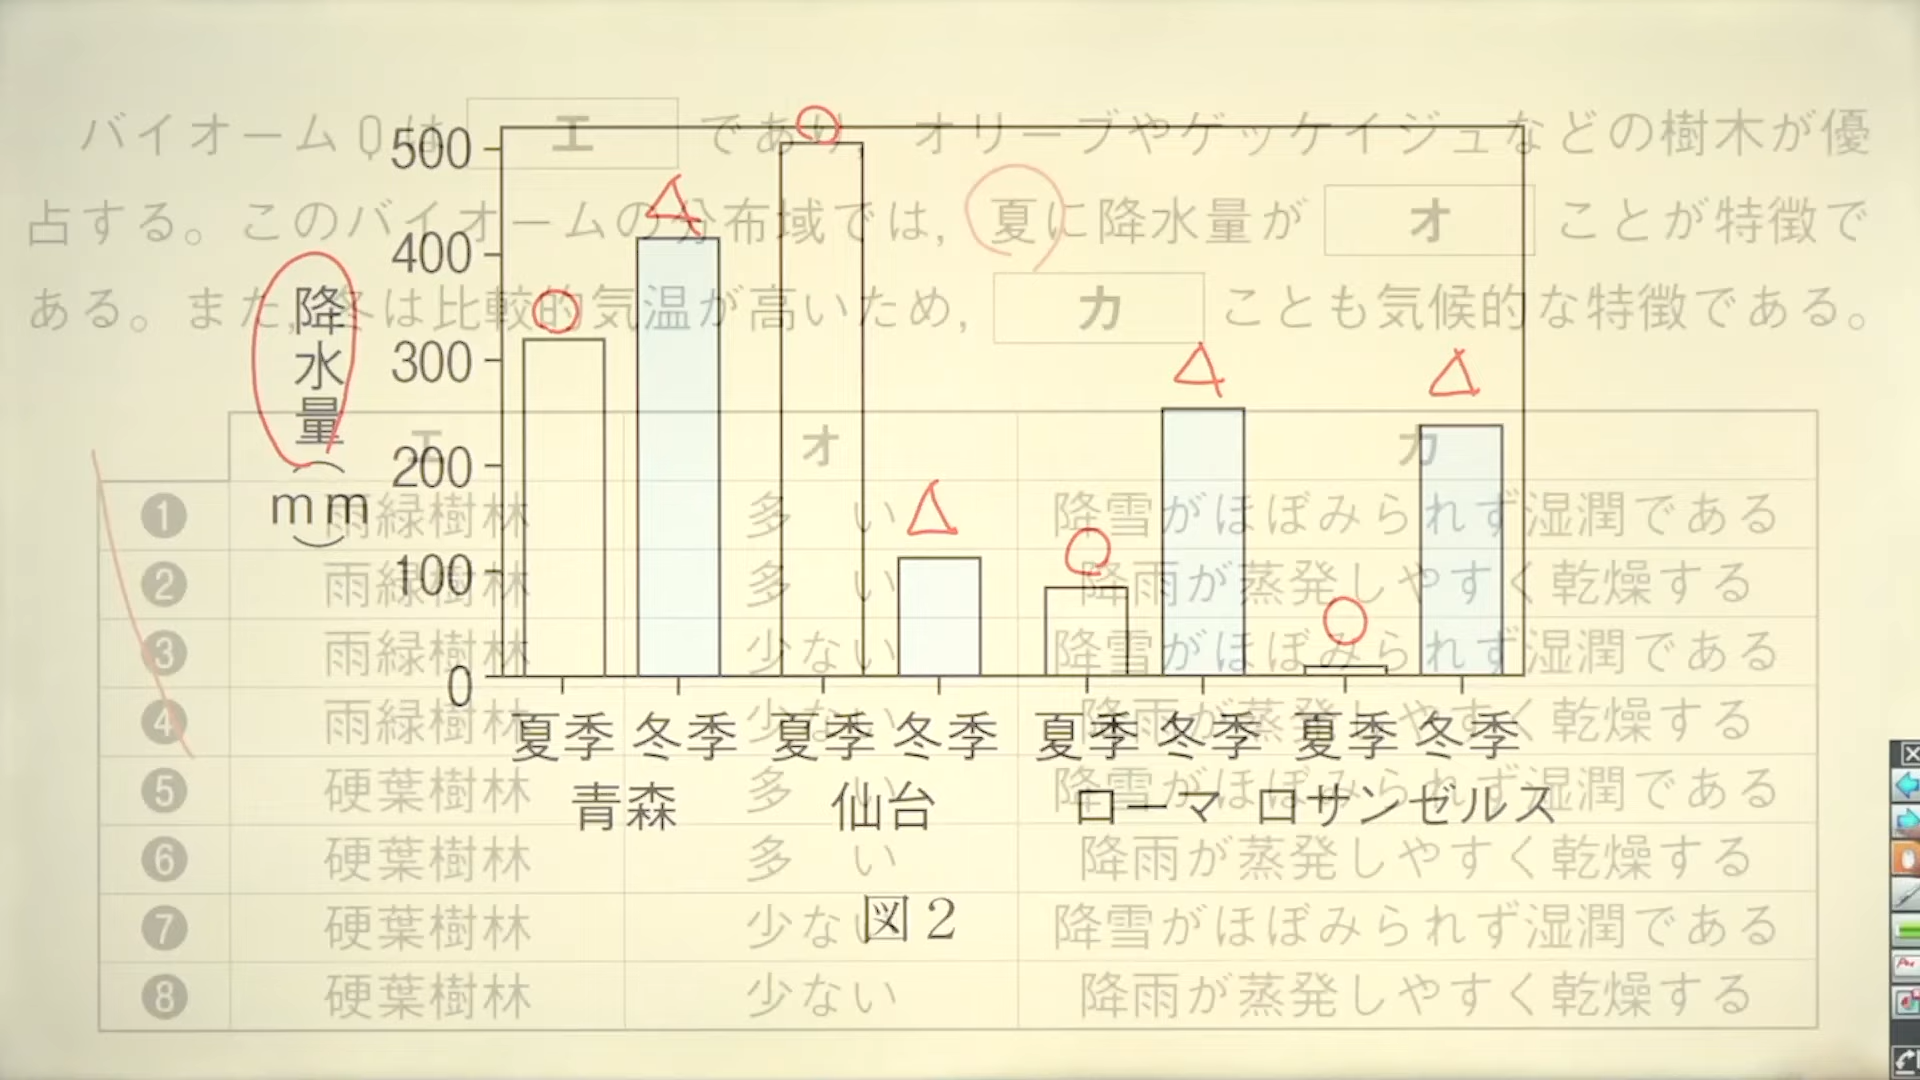 バイオームQは エ であり オリーブやゲッケイジュなどの樹木が優
占する。このバイオームの分布域では, 夏に降水量が オ ことが特徴で
ある。また, 冬は比較的気温が高いため, カ ことも気候的な特徴である。
降水量(mm)
500
400
300
200
100
0
夏季 冬季 夏季 冬季 夏季 冬季 夏季 冬季
青森 仙台 ローマ ロサンゼルス
図2
エ オ カ
1 雨緑樹林 多い 降雪がほぼみられず湿潤である
2 雨緑樹林 多い 降雨が蒸発しやすく乾燥する
3 雨緑樹林 少ない 降雪がほぼみられず湿潤である
4 雨緑樹林 少ない 降雨が蒸発しやすく乾燥する
5 硬葉樹林 多い 降雪がほぼみられず湿潤である
6 硬葉樹林 多い 降雨が蒸発しやすく乾燥する
7 硬葉樹林 少ない 降雪がほぼみられず湿潤である
8 硬葉樹林 少ない 降雨が蒸発しやすく乾燥する